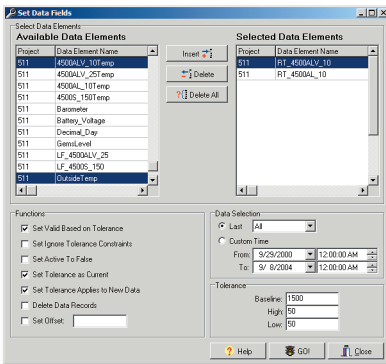 Set Data Fields
Select Data Elements
Available Data Elements
Project Data Element Name
511 4500ALV_10Temp
511 4500ALV_25Temp
511 4500AL_10Temp
511 4500S_150Temp
511 Barometer
511 Battery_Voltage
511 Decimal_Day
511 GemsLevel
511 LF_4500ALV_25
511 LF_4500S_150
511 OutsideTemp
Insert
Delete
Delete All
Selected Data Elements
Project Data Element Name
511 RT_4500ALV_10
511 RT_4500AL_10
Functions
Set Valid Based on Tolerance
Set Ignore Tolerance Constraints
Set Active To False
Set Tolerance as Current
Set Tolerance Applies to New Data
Delete Data Records
Set Offset:
Data Selection
Last All
Custom Time
From: 9/29/2000 12:00:00 AM
To: 9/ 8/2004 12:00:00 AM
Tolerance
Baseline: 1500
High: 50
Low: 50
? Help
GO!
Close